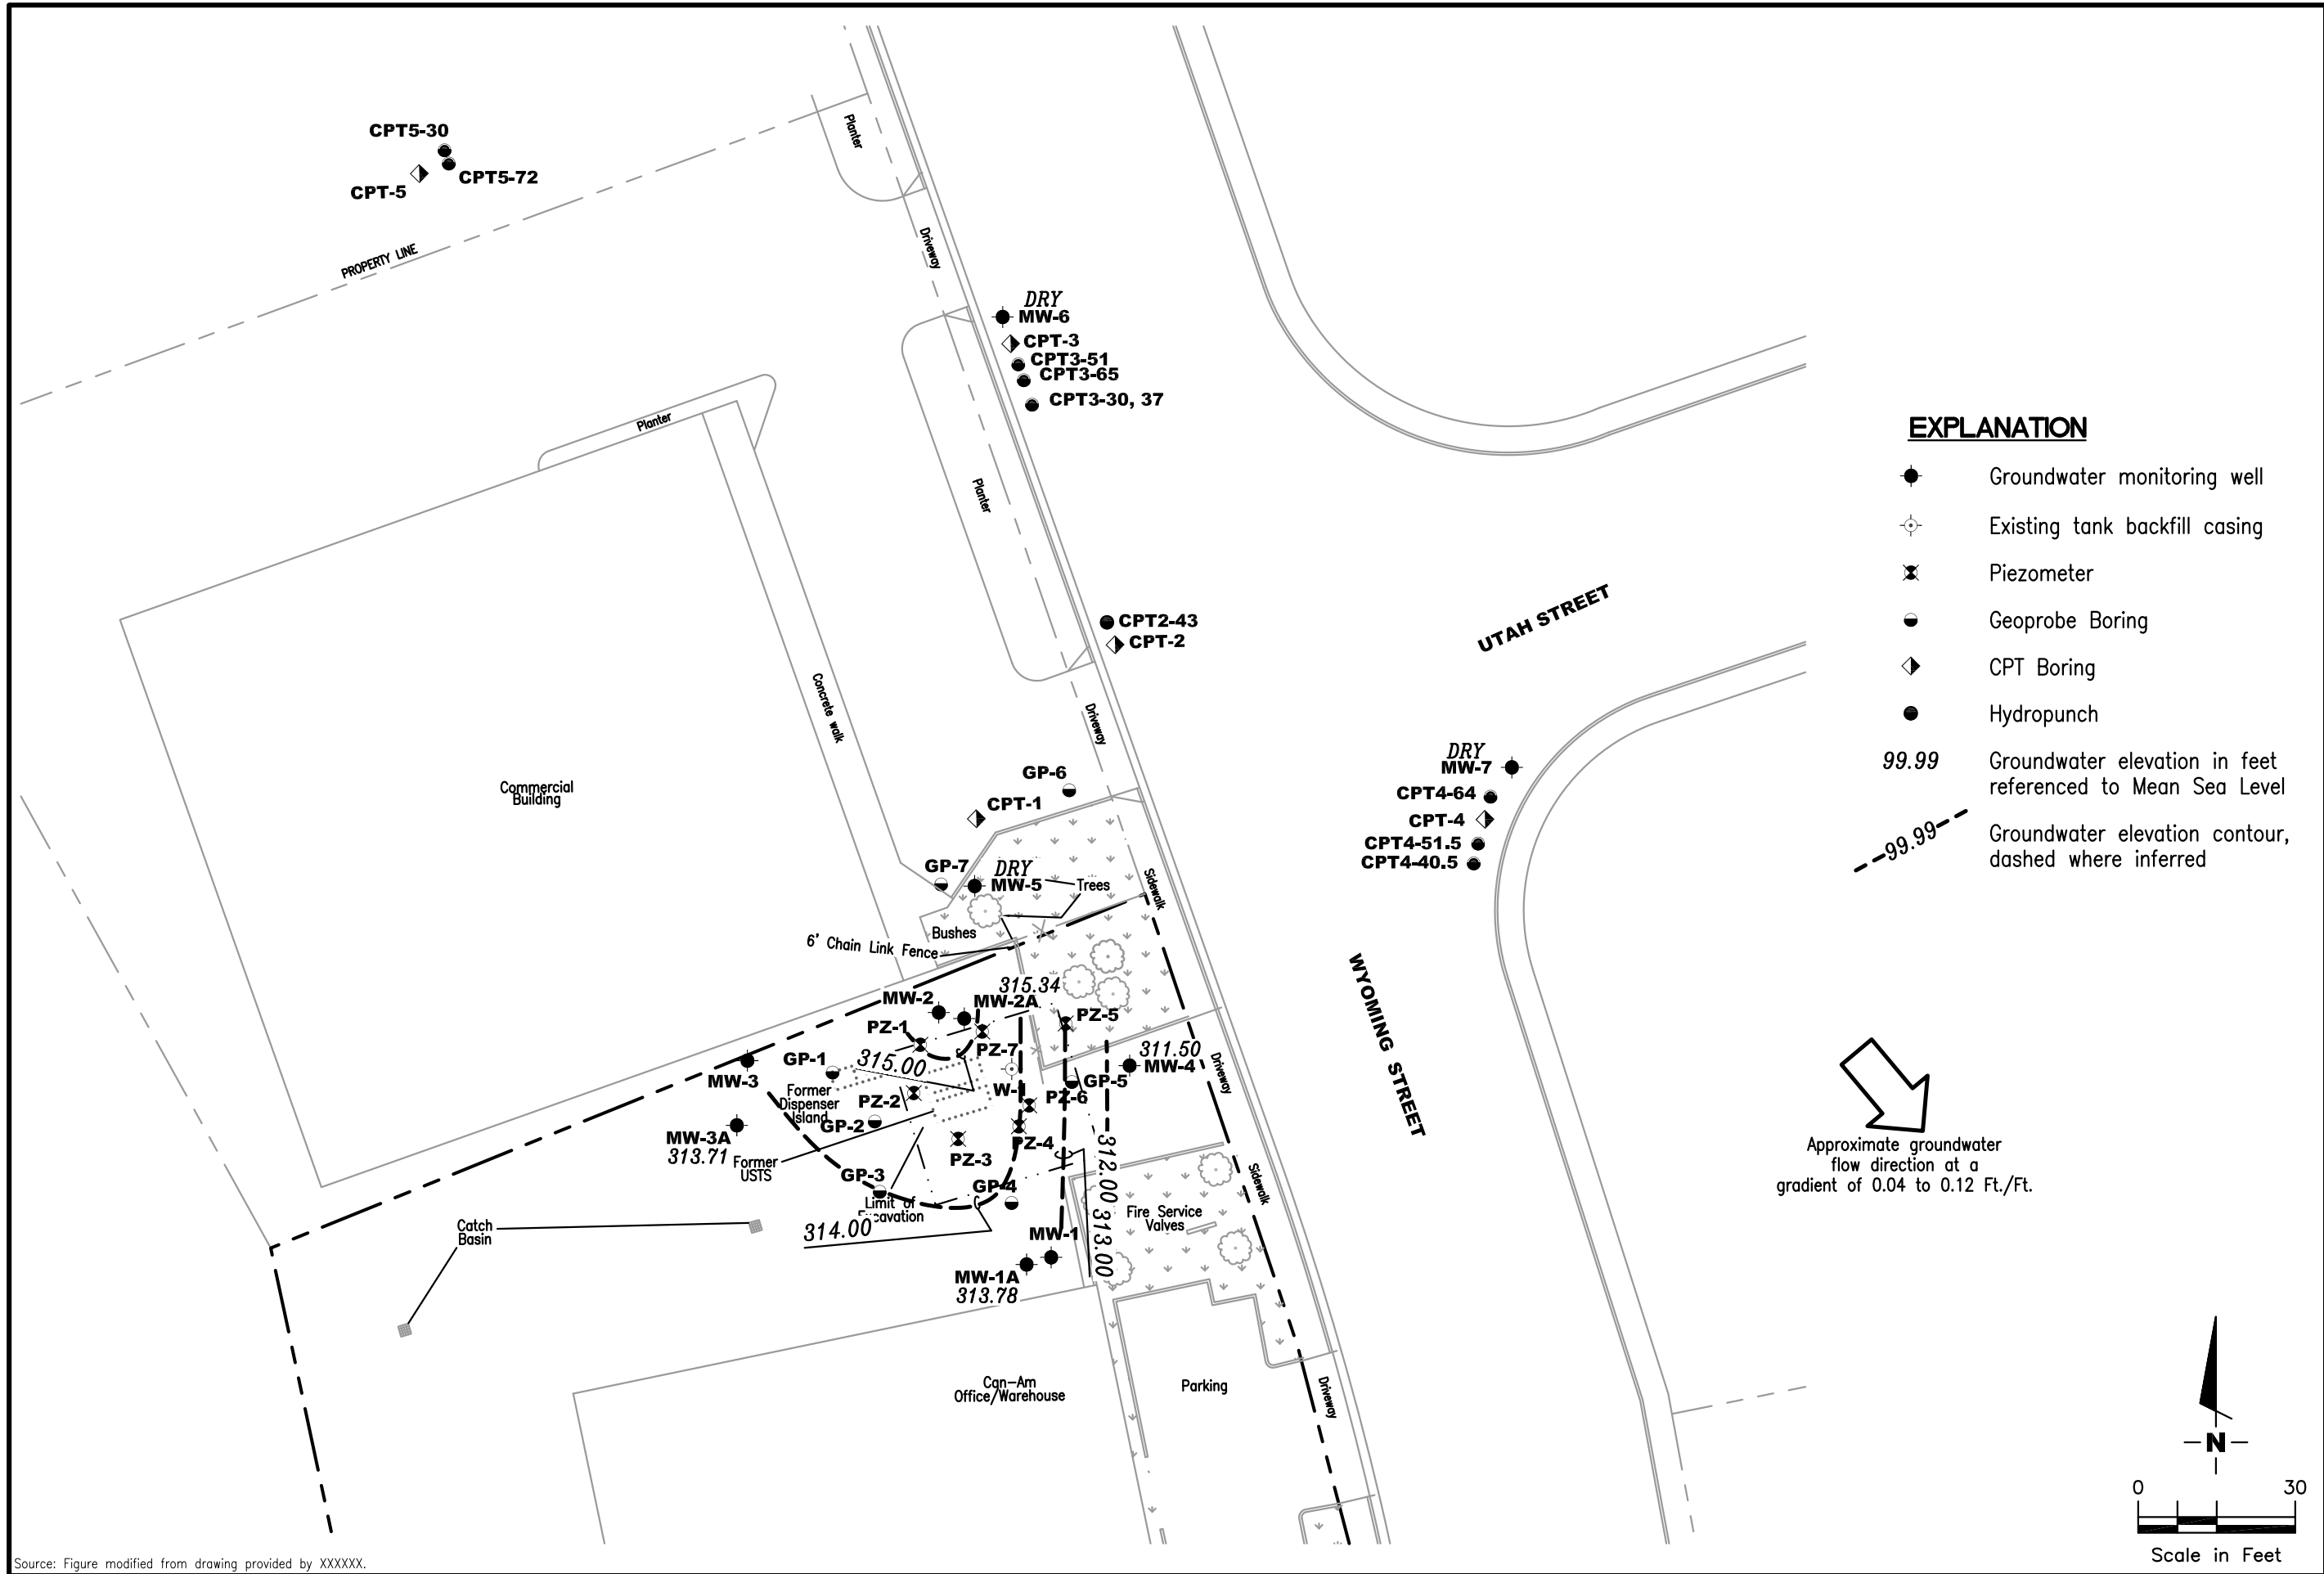 CPT5-30
CPT5-72
CPT-5
PROPERTY LINE
Planter
Driveway
DRY
MW-6
CPT-3
CPT3-51
CPT3-65
CPT3-30, 37
Planter
Planter
CPT2-43
CPT-2
Driveway
Concrete walk
UTAH STREET
WYOMING STREET
DRY
MW-7
CPT4-64
CPT-4
CPT4-51.5
CPT4-40.5
Commercial
Building
GP-6
CPT-1
GP-7
DRY
MW-5
Trees
Sidewalk
Bushes
6' Chain Link Fence
315.34
MW-2
MW-2A
PZ-1
PZ-5
PZ-7
311.50
MW-4
Driveway
GP-1
315.00
MW-3
Former
Dispenser
Island
PZ-2
W-1
GP-5
PZ-6
GP-2
MW-3A
313.71
Former
USTS
PZ-3
PZ-4
312.00
313.00
GP-3
GP-4
Limit of
Excavation
314.00
Sidewalk
Fire Service
Valves
Catch
Basin
MW-1
MW-1A
313.78
Can-Am
Office/Warehouse
Parking
Driveway
EXPLANATION
Groundwater monitoring well
Existing tank backfill casing
Piezometer
Geoprobe Boring
CPT Boring
Hydropunch
99.99 Groundwater elevation in feet
referenced to Mean Sea Level
99.99 Groundwater elevation contour,
dashed where inferred
Approximate groundwater
flow direction at a
gradient of 0.04 to 0.12 Ft./Ft.
N
0 30
Scale in Feet
Source: Figure modified from drawing provided by XXXXXX.